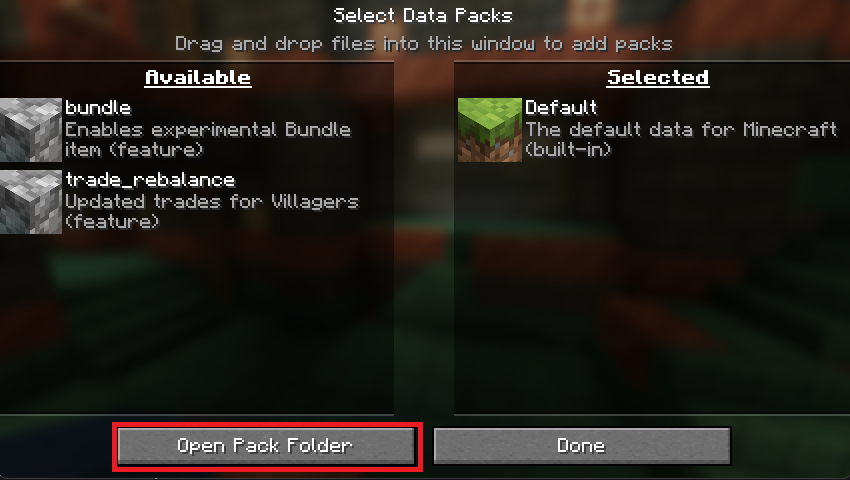 Select Data Packs
Drag and drop files into this window to add packs
Available
bundle
Enables experimental Bundle
item (feature)
trade_rebalance
Updated trades for Villagers
(feature)
Selected
Default
The default data for Minecraft
(built-in)
Open Pack Folder
Done